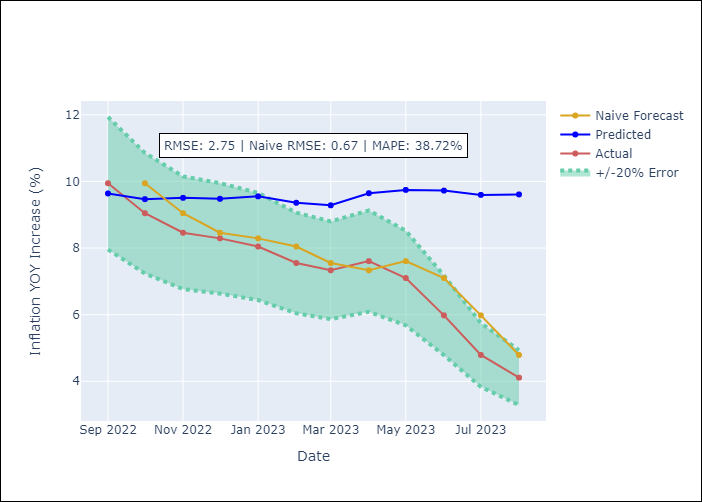 12
10
8
6
4
Inflation YOY Increase (%)
RMSE: 2.75 | Naive RMSE: 0.67 | MAPE: 38.72%
Naive Forecast
Predicted
Actual
+/-20% Error
Sep 2022 Nov 2022 Jan 2023 Mar 2023 May 2023 Jul 2023
Date